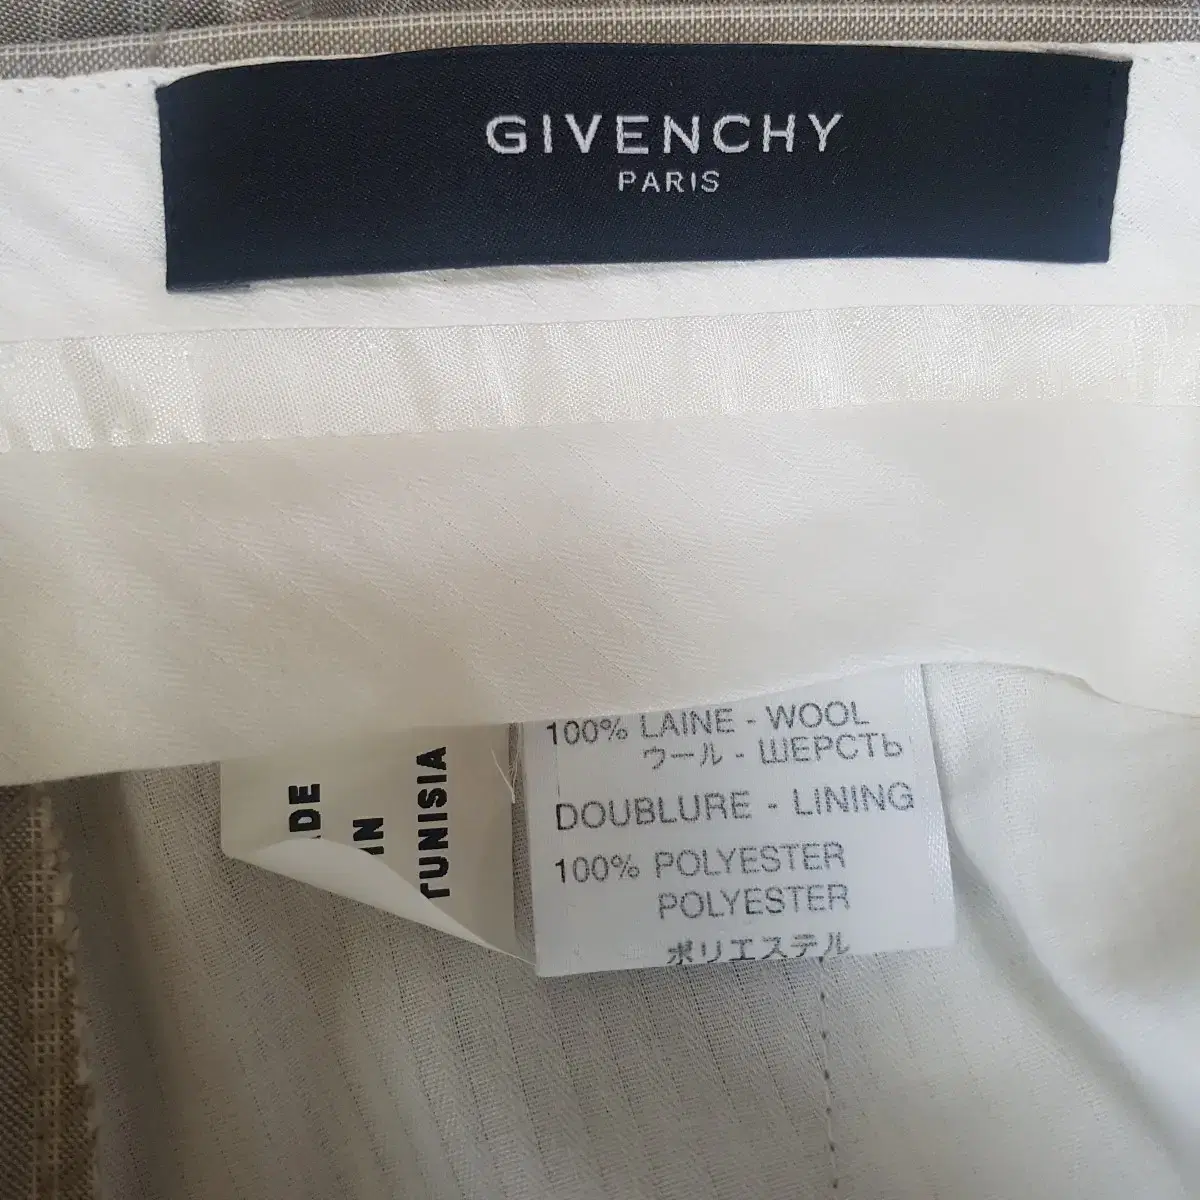 GIVENCHY
PARIS
100% LAINE - WOOL
ウール - ШЕРСТЬ
DOUBLURE - LINING
100% POLYESTER
POLYESTER
ポリエステル
IN
TUNISIA